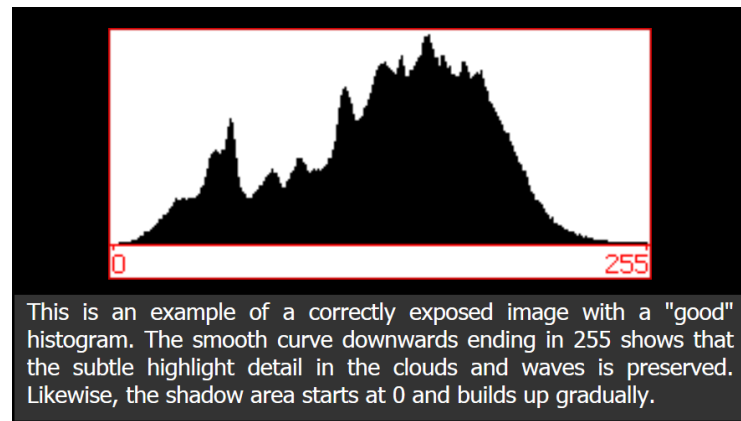 0 255
This is an example of a correctly exposed image with a "good"
histogram. The smooth curve downwards ending in 255 shows that
the subtle highlight detail in the clouds and waves is preserved.
Likewise, the shadow area starts at 0 and builds up gradually.